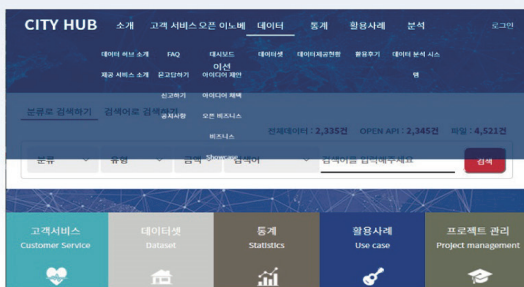 CITY HUB 소개 고객 서비스 오픈 이노베이션 데이터 통계 활용사례 분석 로그인
데이터 허브 소개 FAQ 대시보드 데이터셋 데이터제공현황 활용후기 데이터 분석 시스템
제공 서비스 소개 묻고답하기 아이디어 제안
신고하기 아이디어 채택
공지사항 오픈 비즈니스
비즈니스
Showcase
분류로 검색하기 검색어로 검색하기
전체데이터 : 2,335건 OPEN API : 2,345건 파일 : 4,521건
분류 유형 검색어 검색어를 입력해주세요 검색
고객서비스 데이터셋 통계 활용사례 프로젝트 관리
Customer Service Dataset Statistics Use case Project management